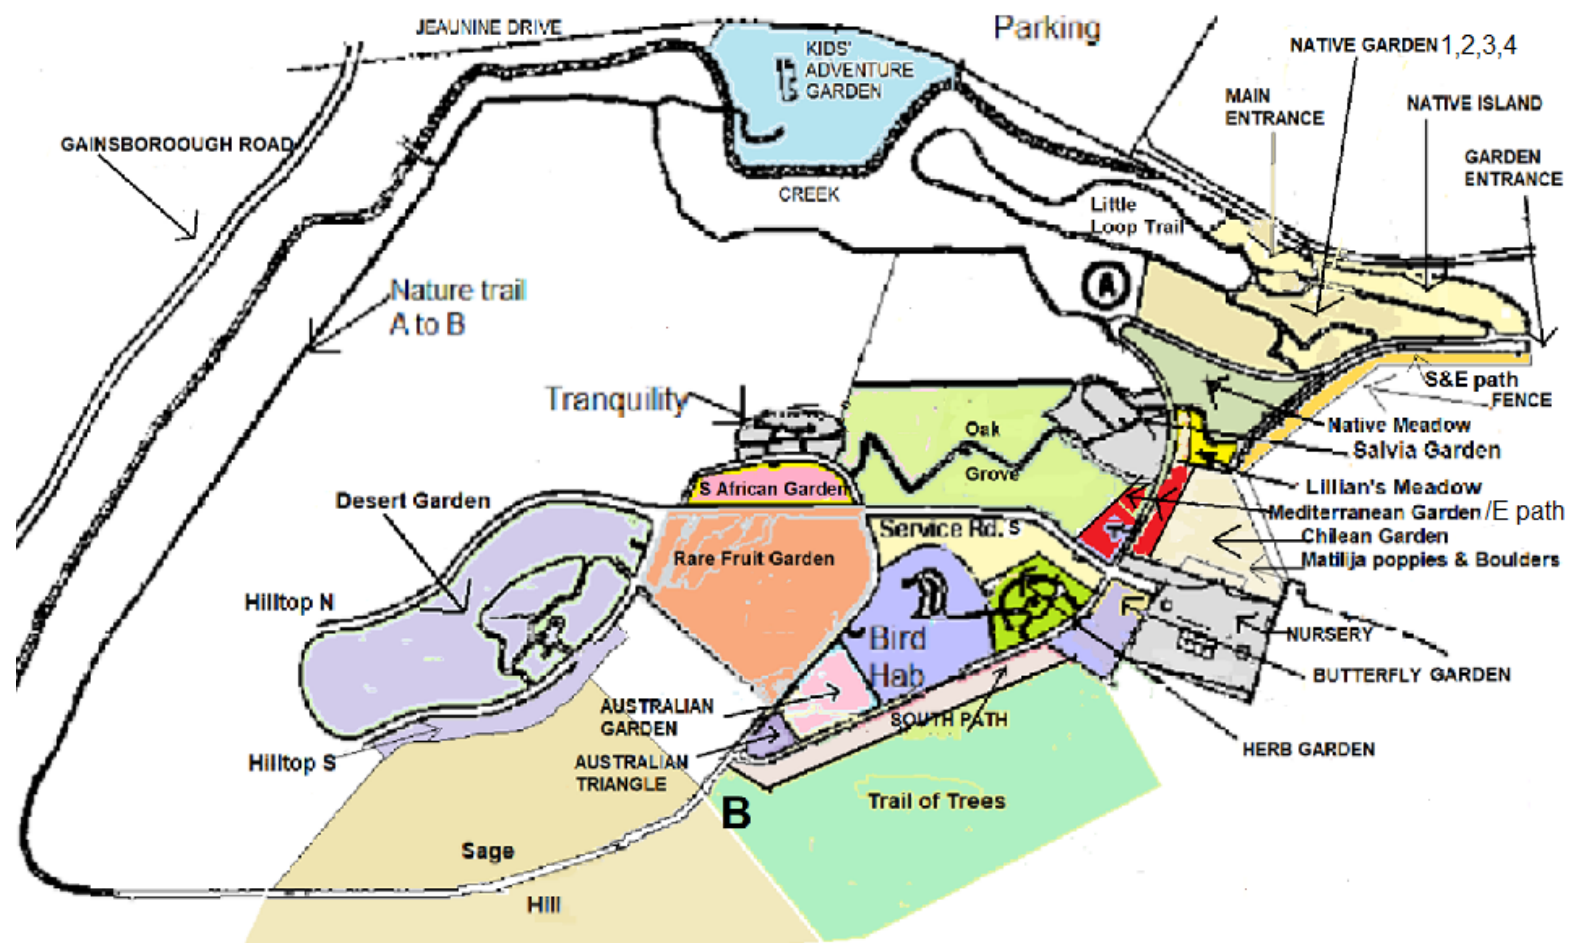 JEAUNINE DRIVE
Parking
KIDS'
ADVENTURE
GARDEN
NATIVE GARDEN 1,2,3,4
MAIN
ENTRANCE
NATIVE ISLAND
GAINSBOROOUGH ROAD
GARDEN
ENTRANCE
CREEK
Little
Loop Trail
A
Nature trail
A to B
S&E path
FENCE
Tranquility
Oak
Grove
Native Meadow
Salvia Garden
S African Garden
Lillian's Meadow
Desert Garden
Mediterranean Garden/E path
Service Rd. S
Chilean Garden
Rare Fruit Garden
Matilija poppies & Boulders
Hilltop N
Bird
Hab
NURSERY
BUTTERFLY GARDEN
AUSTRALIAN
GARDEN
SOUTH PATH
HERB GARDEN
Hilltop S
AUSTRALIAN
TRIANGLE
B
Trail of Trees
Sage
Hill